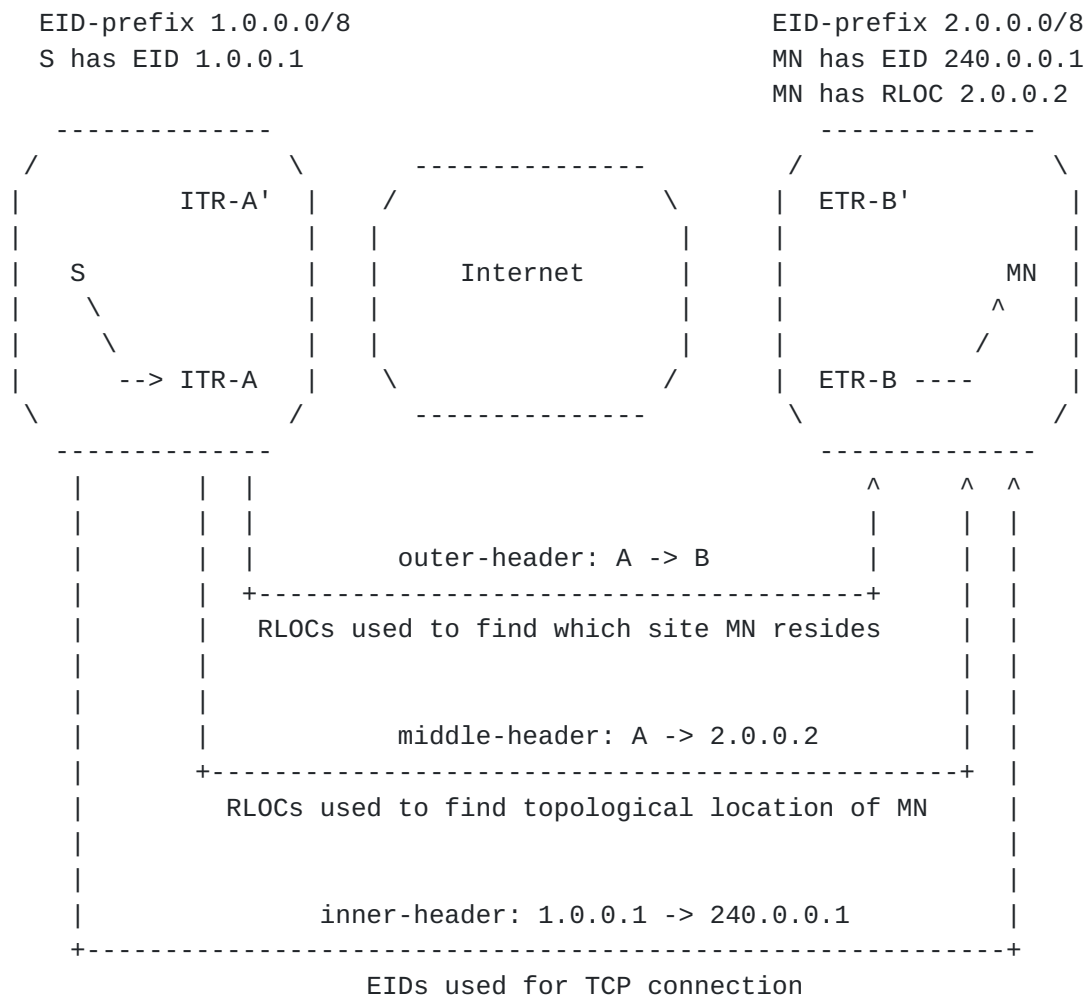 EID-prefix 1.0.0.0/8 EID-prefix 2.0.0.0/8
S has EID 1.0.0.1 MN has EID 240.0.0.1
MN has RLOC 2.0.0.2
ITR-A' ETR-B'
S Internet MN
--> ITR-A ETR-B ----
outer-header: A -> B
RLOCs used to find which site MN resides
middle-header: A -> 2.0.0.2
RLOCs used to find topological location of MN
inner-header: 1.0.0.1 -> 240.0.0.1
EIDs used for TCP connection